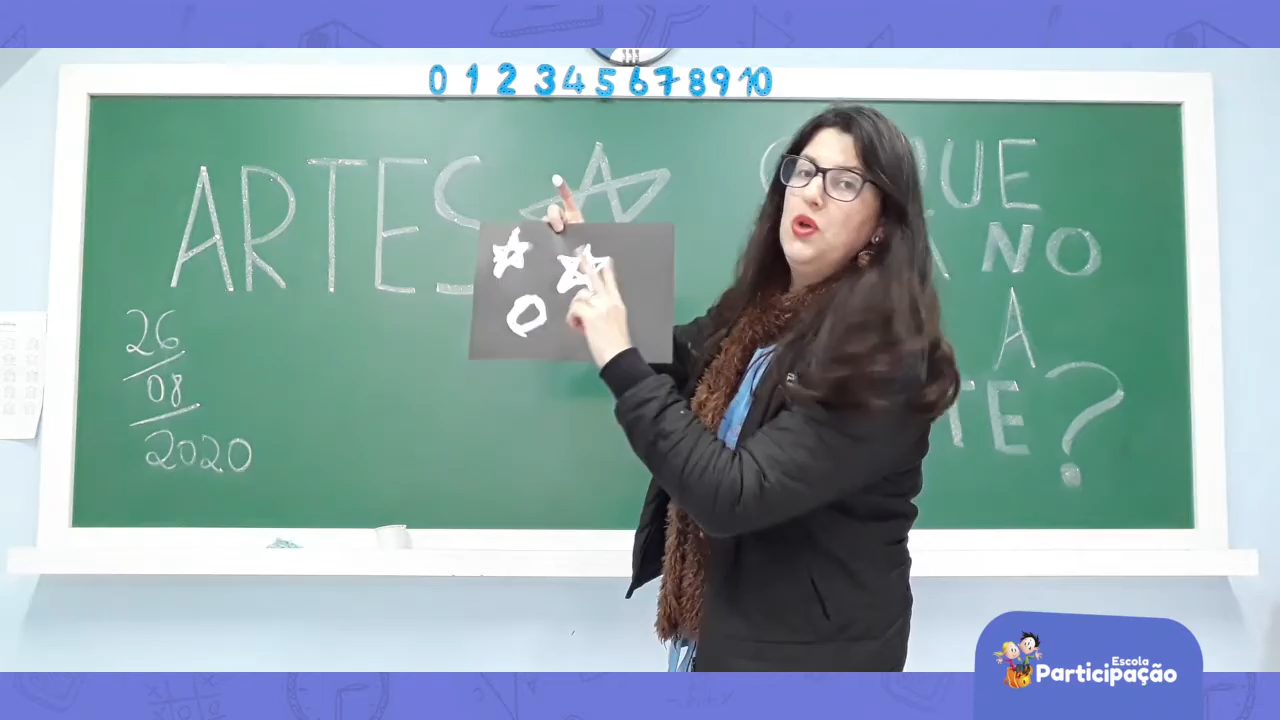 0 1 2 3 4 5 6 7 8 9 10
ARTES
QUE
NO
A
TE?
26
08
2020
Escola
Participação